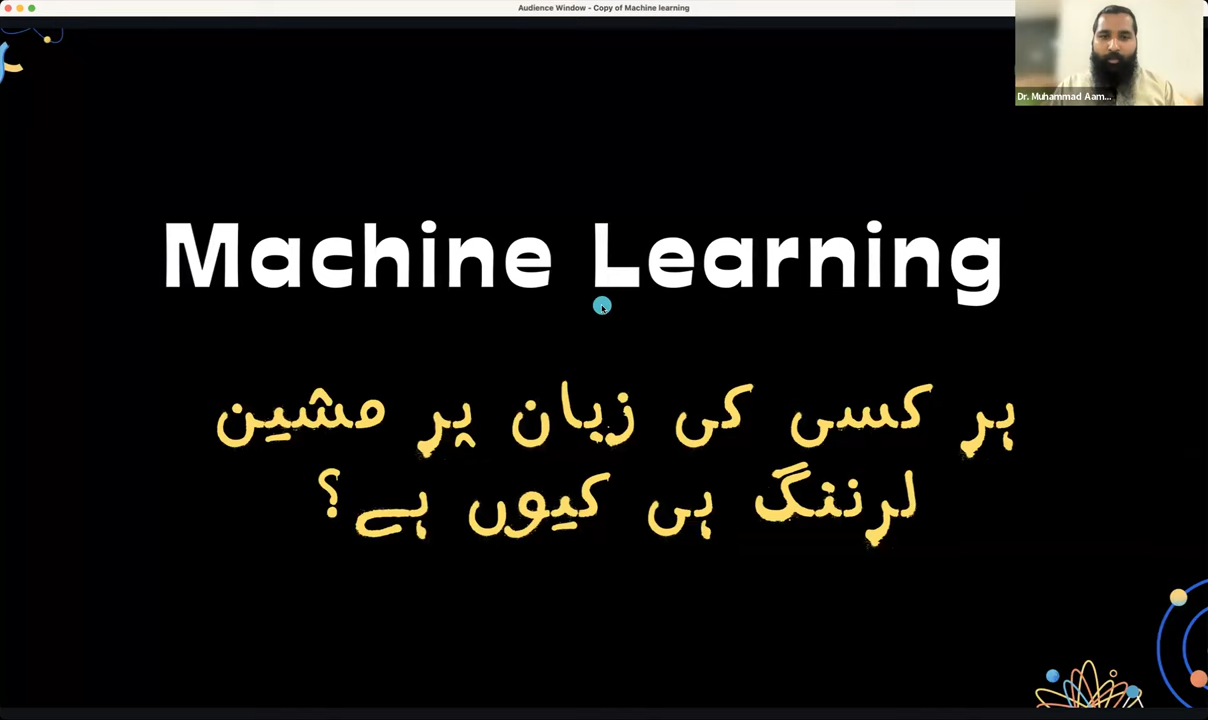 Audience Window - Copy of Machine learning
Dr. Muhammad Aam...
Machine Learning
ہر کسی کی زبان پر مشین
لرننگ ہی کیوں ہے؟